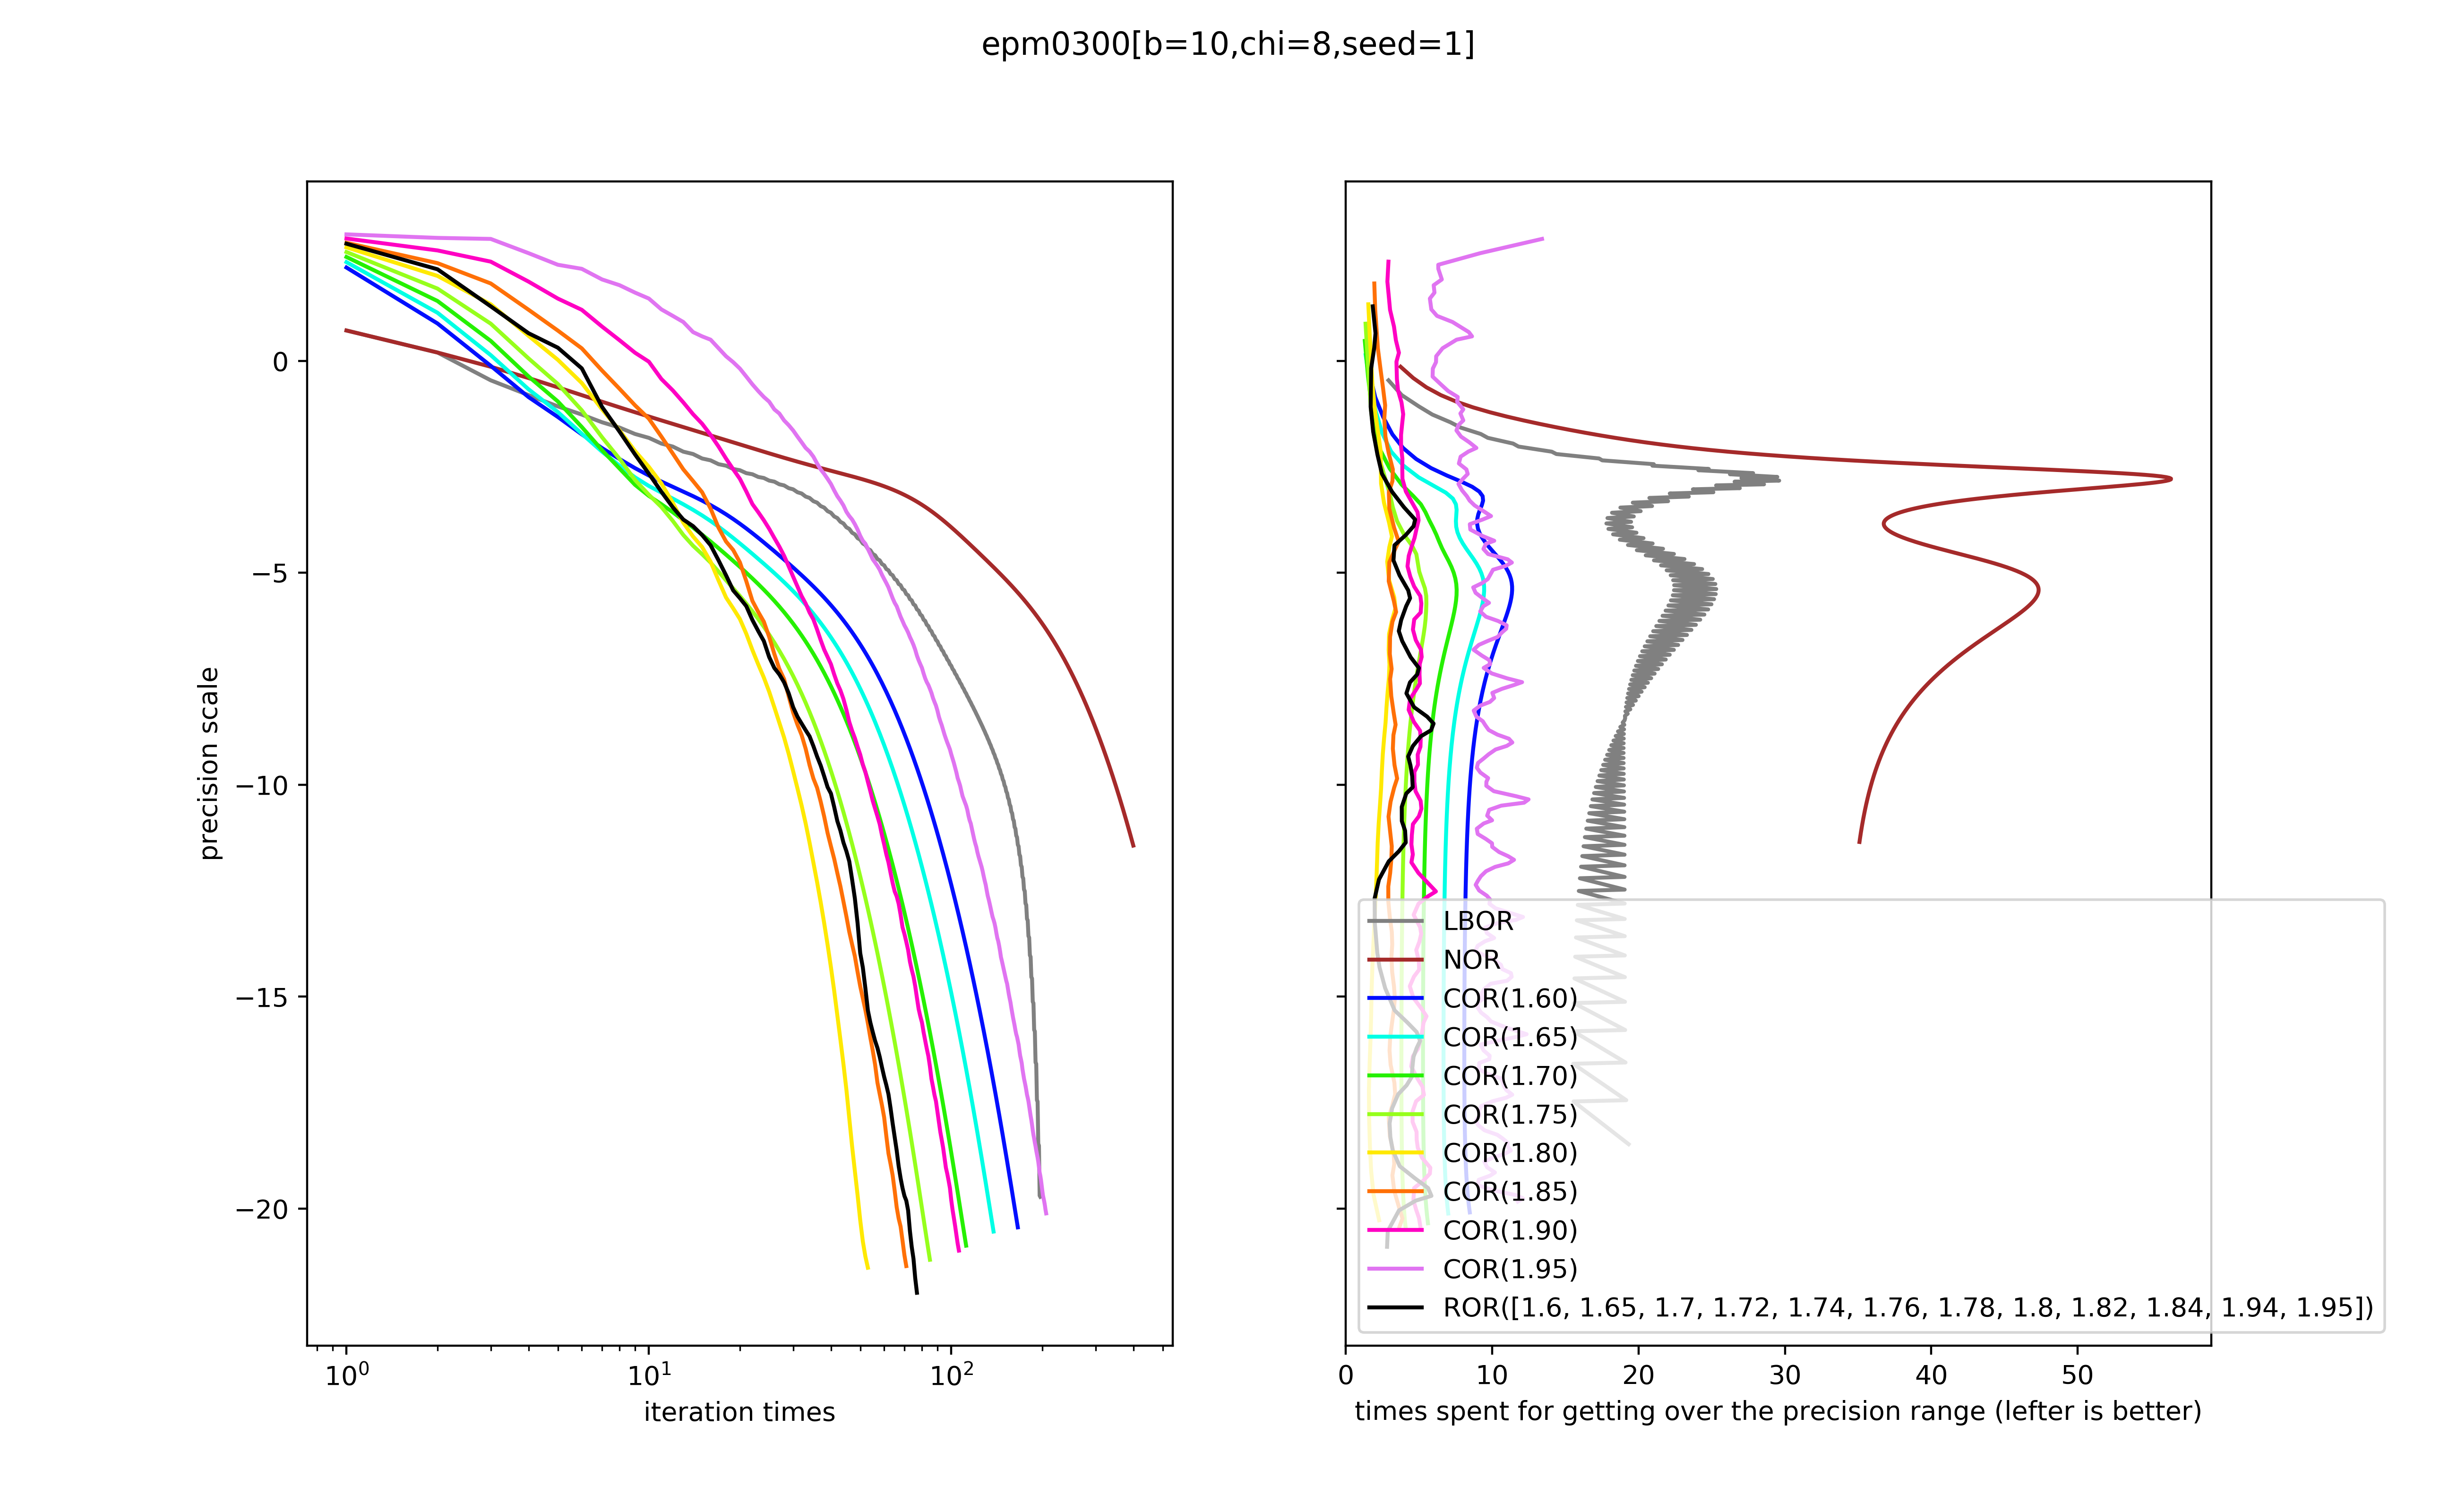 epm0300[b=10,chi=8,seed=1]
precision scale
0
−5
−10
−15
−20
10⁰
10¹
10²
iteration times
LBOR
NOR
COR(1.60)
COR(1.65)
COR(1.70)
COR(1.75)
COR(1.80)
COR(1.85)
COR(1.90)
COR(1.95)
ROR([1.6, 1.65, 1.7, 1.72, 1.74, 1.76, 1.78, 1.8, 1.82, 1.84, 1.94, 1.95])
0 10 20 30 40 50
times spent for getting over the precision range (lefter is better)